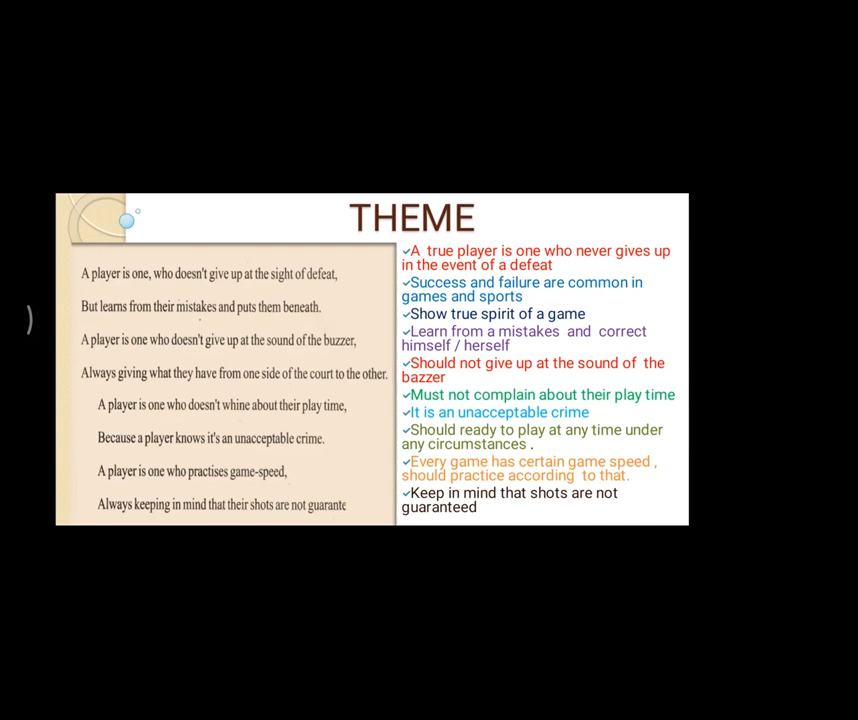 THEME
A player is one, who doesn't give up at the sight of defeat,
But learns from their mistakes and puts them beneath.
A player is one who doesn't give up at the sound of the buzzer,
Always giving what they have from one side of the court to the other.
A player is one who doesn't whine about their play time,
Because a player knows it's an unacceptable crime.
A player is one who practises game-speed,
Always keeping in mind that their shots are not guarante
✓A true player is one who never gives up
in the event of a defeat
✓Success and failure are common in
games and sports
✓Show true spirit of a game
✓Learn from a mistakes and correct
himself / herself
✓Should not give up at the sound of the
bazzer
✓Must not complain about their play time
✓It is an unacceptable crime
✓Should ready to play at any time under
any circumstances .
✓Every game has certain game speed ,
should practice according to that.
✓Keep in mind that shots are not
guaranteed